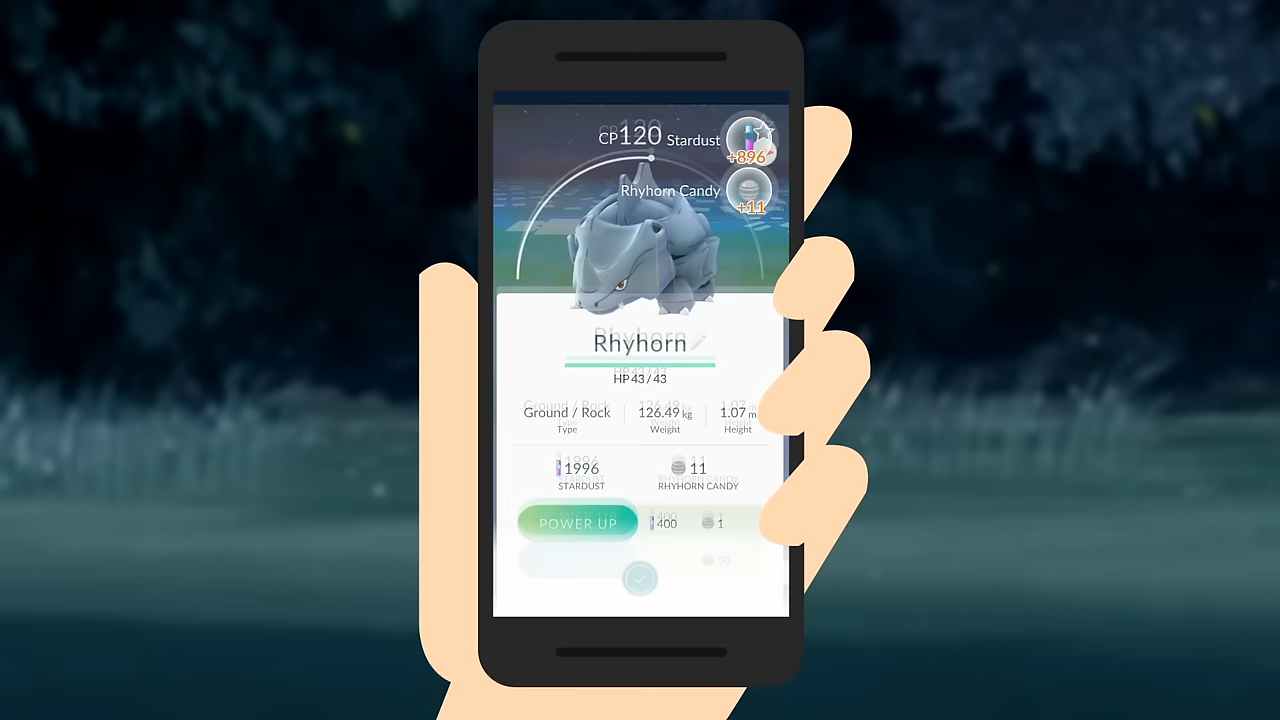 CP120 Stardust
+896
Rhyhorn Candy
+11
Rhyhorn
HP 43 / 43
Ground / Rock 126.49 kg 1.07 m
Type Weight Height
1996 11
STARDUST RHYHORN CANDY
POWER UP 400 1
50